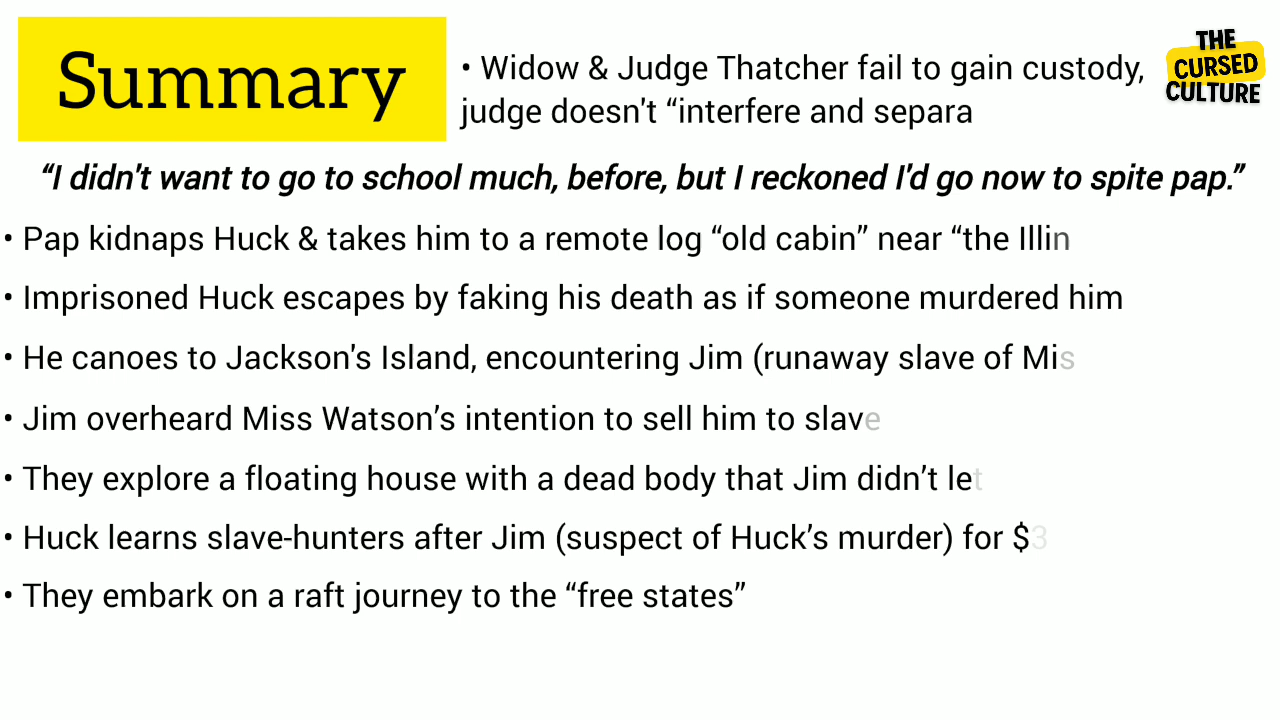 Summary
• Widow & Judge Thatcher fail to gain custody,
judge doesn't “interfere and separa
THE
CURSED
CULTURE
“I didn't want to go to school much, before, but I reckoned I'd go now to spite pap.”
• Pap kidnaps Huck & takes him to a remote log “old cabin” near “the Illin
• Imprisoned Huck escapes by faking his death as if someone murdered him
• He canoes to Jackson's Island, encountering Jim (runaway slave of Mis
• Jim overheard Miss Watson’s intention to sell him to slave
• They explore a floating house with a dead body that Jim didn’t let
• Huck learns slave-hunters after Jim (suspect of Huck’s murder) for $3
• They embark on a raft journey to the “free states”